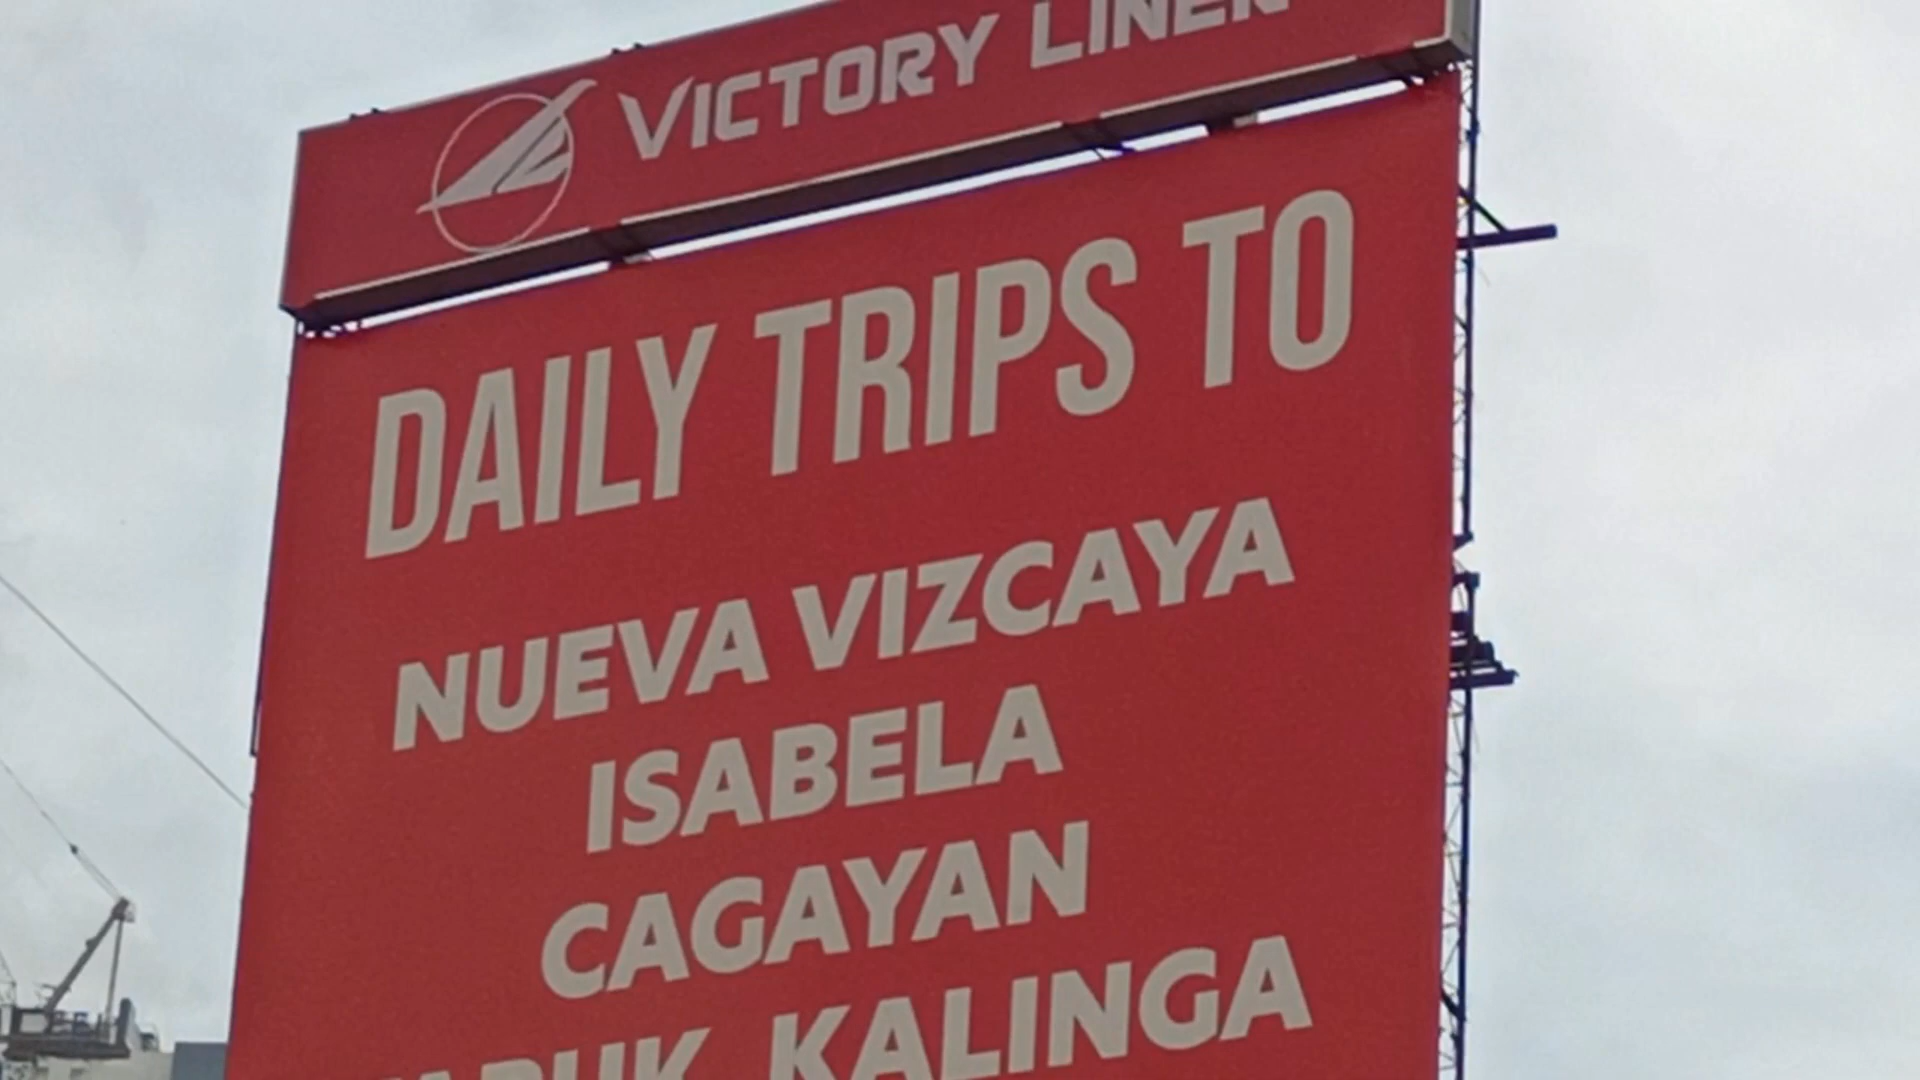 VICTORY LINER
DAILY TRIPS TO
NUEVA VIZCAYA
ISABELA
CAGAYAN
KALINGA